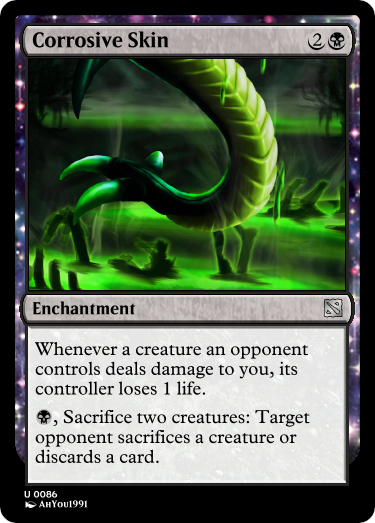 Corrosive Skin 2
Enchantment
Whenever a creature an opponent
controls deals damage to you, its
controller loses 1 life.
, Sacrifice two creatures: Target
opponent sacrifices a creature or
discards a card.
U 0086
AhYou1991